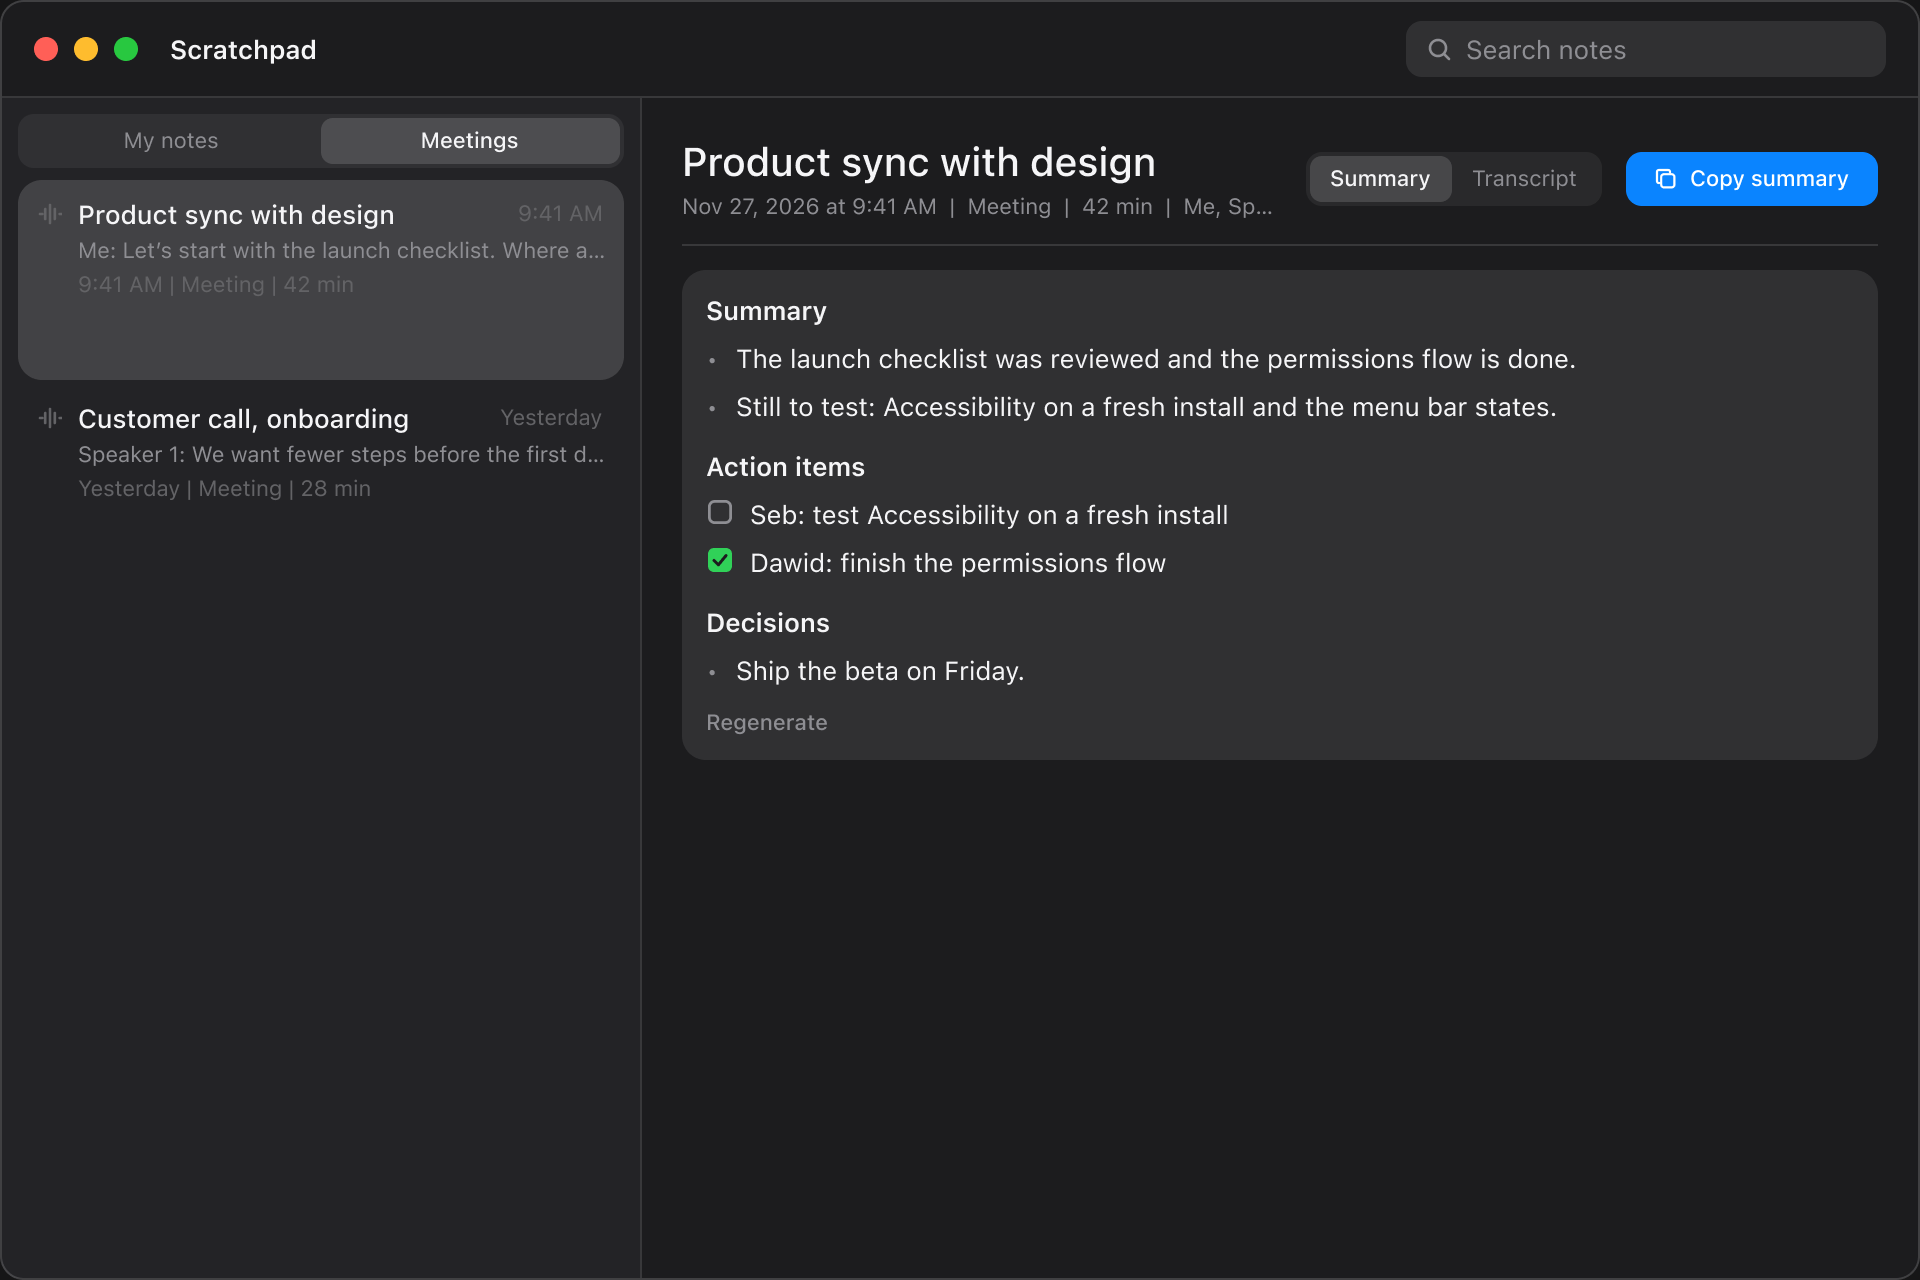 Scratchpad
Search notes
My notes
Meetings
Product sync with design
9:41 AM
Me: Let’s start with the launch checklist. Where a...
9:41 AM | Meeting | 42 min
Customer call, onboarding
Yesterday
Speaker 1: We want fewer steps before the first d...
Yesterday | Meeting | 28 min
Product sync with design
Nov 27, 2026 at 9:41 AM | Meeting | 42 min | Me, Sp...
Summary
Transcript
Copy summary
Summary
• The launch checklist was reviewed and the permissions flow is done.
• Still to test: Accessibility on a fresh install and the menu bar states.
Action items
Seb: test Accessibility on a fresh install
Dawid: finish the permissions flow
Decisions
• Ship the beta on Friday.
Regenerate